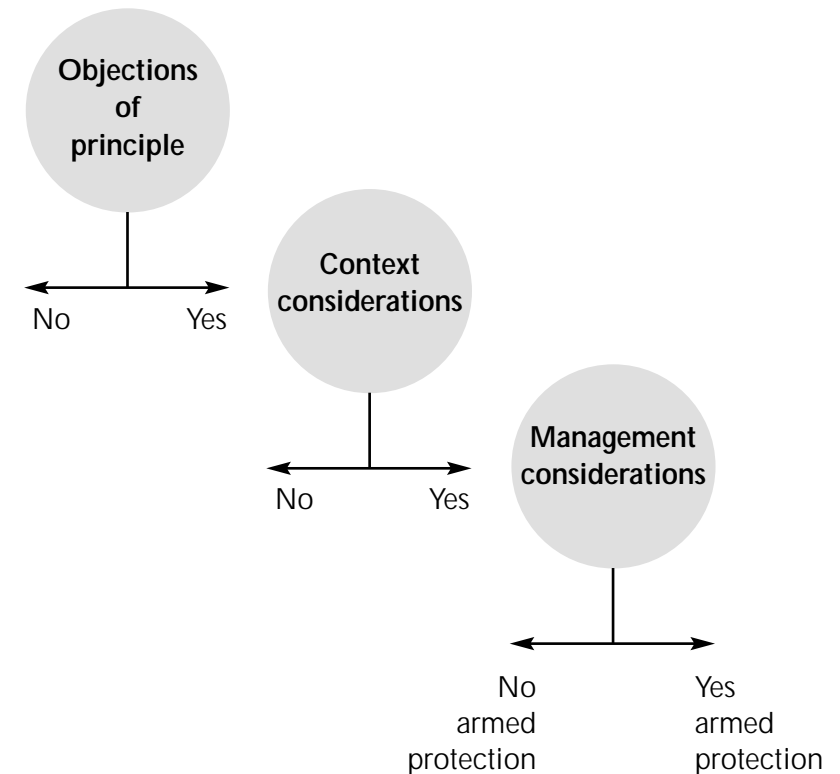 Objections
of
principle
No
Yes
Context
considerations
No
Yes
Management
considerations
No
armed
protection
Yes
armed
protection